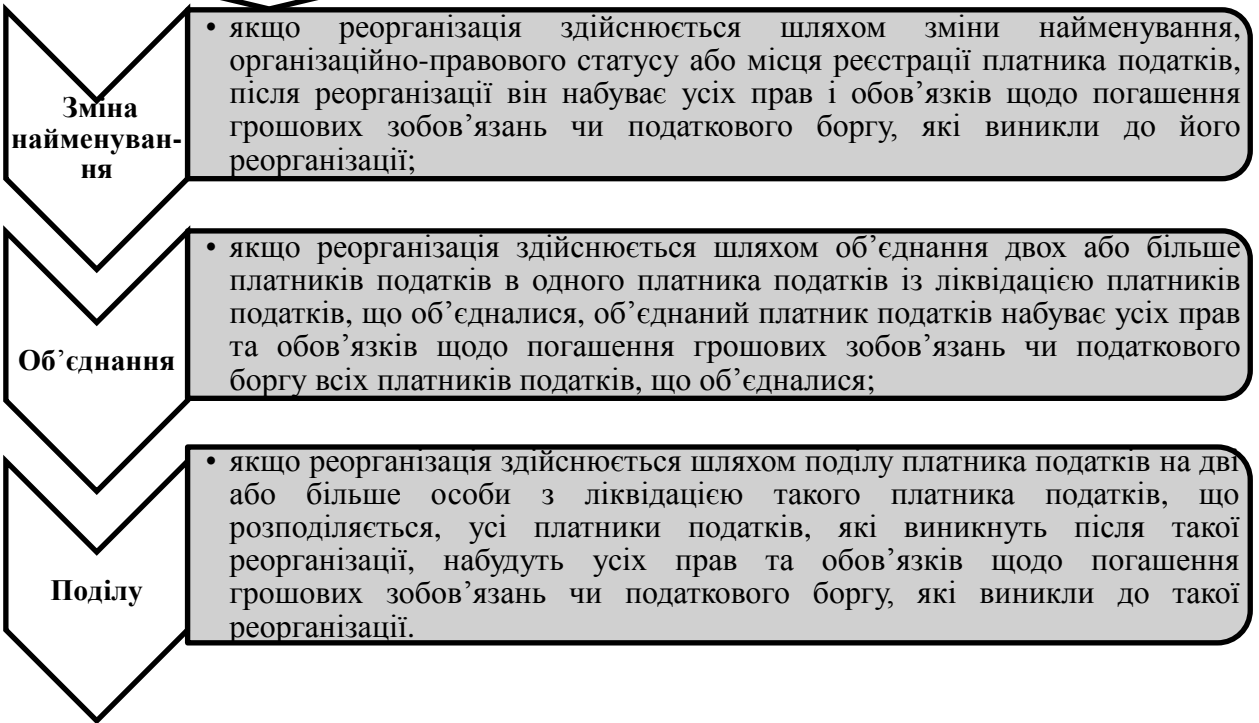 Зміна
найменуван-
ня
• якщо реорганізація здійснюється шляхом зміни найменування,
організаційно-правового статусу або місця реєстрації платника податків,
після реорганізації він набуває усіх прав і обов’язків щодо погашення
грошових зобов’язань чи податкового боргу, які виникли до його
реорганізації;
Об’єднання
• якщо реорганізація здійснюється шляхом об’єднання двох або більше
платників податків в одного платника податків із ліквідацією платників
податків, що об’єдналися, об’єднаний платник податків набуває усіх прав
та обов’язків щодо погашення грошових зобов’язань чи податкового
боргу всіх платників податків, що об’єдналися;
Поділу
• якщо реорганізація здійснюється шляхом поділу платника податків на дві
або більше особи з ліквідацією такого платника податків, що
розподіляється, усі платники податків, які виникнуть після такої
реорганізації, набудуть усіх прав та обов’язків щодо погашення
грошових зобов’язань чи податкового боргу, які виникли до такої
реорганізації.